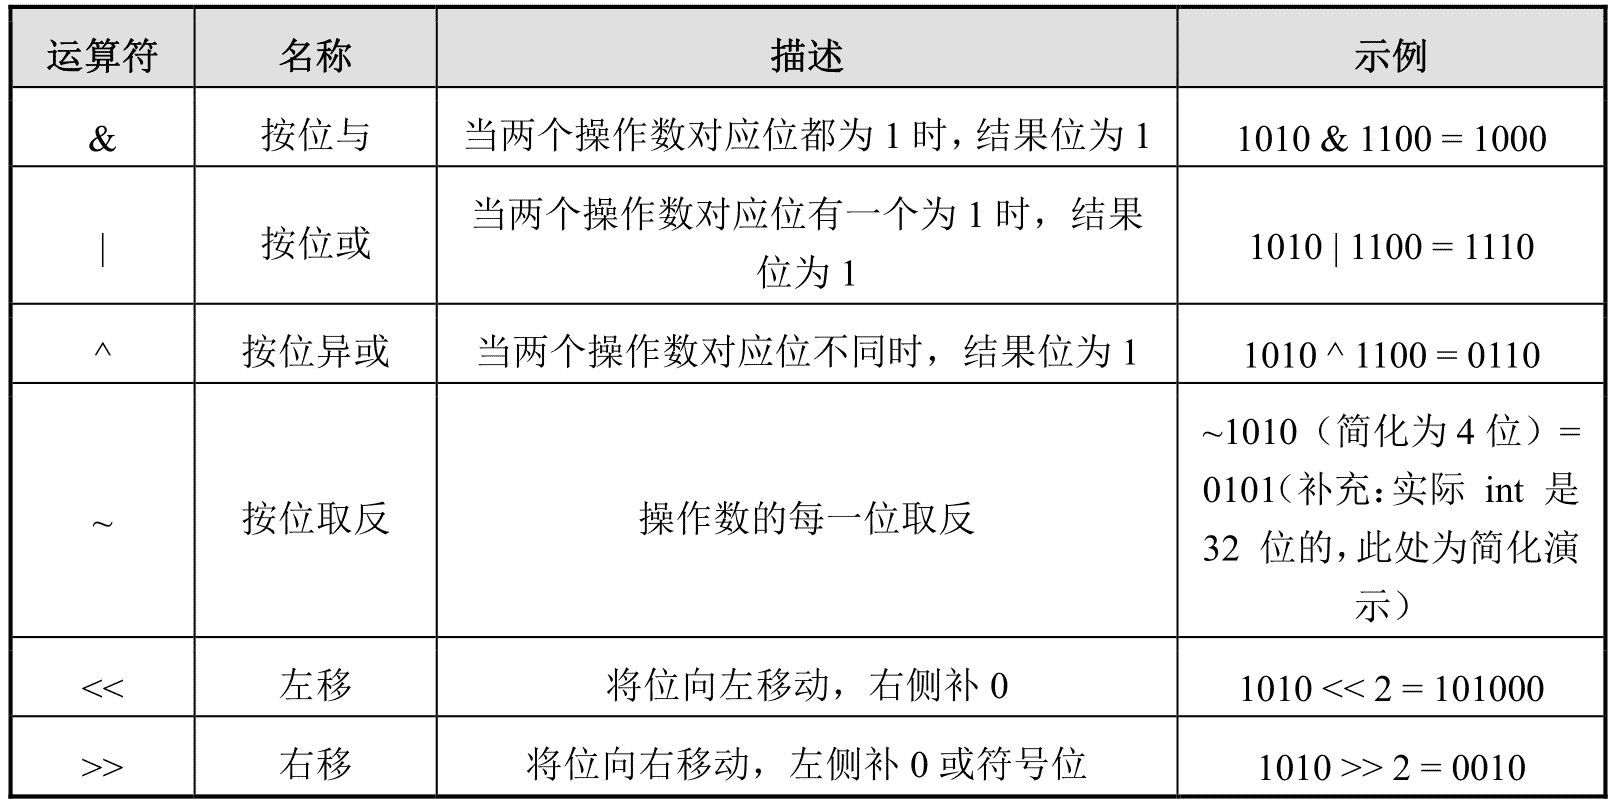 运算符 名称 描述 示例
& 按位与 当两个操作数对应位都为1时，结果位为1 1010 & 1100 = 1000
| 按位或 当两个操作数对应位有一个为1时，结果
位为1 1010 | 1100 = 1110
^ 按位异或 当两个操作数对应位不同时，结果位为1 1010 ^ 1100 = 0110
~ 按位取反 操作数的每一位取反 ~1010（简化为4位）=
0101（补充：实际 int 是
32 位的，此处为简化演
示）
<< 左移 将位向左移动，右侧补0 1010 << 2 = 101000
>> 右移 将位向右移动，左侧补0或符号位 1010 >> 2 = 0010